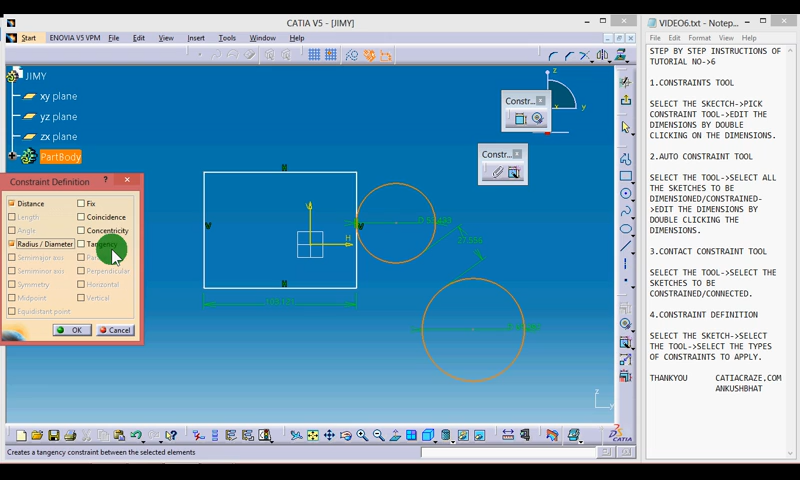 CATIA V5 - [JIMY]
VIDEO6.txt - Notep...
Start
ENOVIA V5 VPM
File
Edit
View
Insert
Tools
Window
Help
File
Edit
Format
View
Help
JIMY
xy plane
yz plane
zx plane
PartBody
Constr...
Constr...
z
y
x
Constraint Definition
Distance
Fix
Length
Coincidence
Angle
Concentricity
Radius / Diameter
Tangency
Semimajor axis
Semiminor axis
Perpendicular
Symmetry
Horizontal
Midpoint
Vertical
Equidistant point
OK
Cancel
H
V
H
V
V
H
H
z
y
STEP BY STEP INSTRUCTIONS OF
TUTORIAL NO->6
1.CONSTRAINTS TOOL
SELECT THE SKECTCH->PICK
CONSTRAINT TOOL->EDIT THE
DIMENSIONS BY DOUBLE
CLICKING ON THE DIMENSIONS.
2.AUTO CONSTRAINT TOOL
SELECT THE TOOL->SELECT ALL
THE SKETCHES TO BE
DIMENSIONED/CONSTRAINED-
>EDIT THE DIMENSIONS BY
DOUBLE CLICKING THE
DIMENSIONS.
3.CONTACT CONSTRAINT TOOL
SELECT THE TOOL->SELECT THE
SKETCHES TO BE
CONSTRAINED/CONNECTED.
4.CONSTRAINT DEFINITION
SELECT THE SKETCH->SELECT
THE TOOL->SELECT THE TYPES
OF CONSTRAINTS TO APPLY.
THANKYOU CATIACRAZE.COM
ANKUSHBHAT
CATIA
Creates a tangency constraint between the selected elements